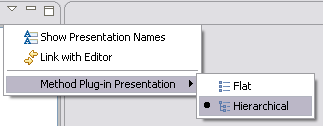 Show Presentation Names
Link with Editor
Method Plug-in Presentation
Flat
Hierarchical